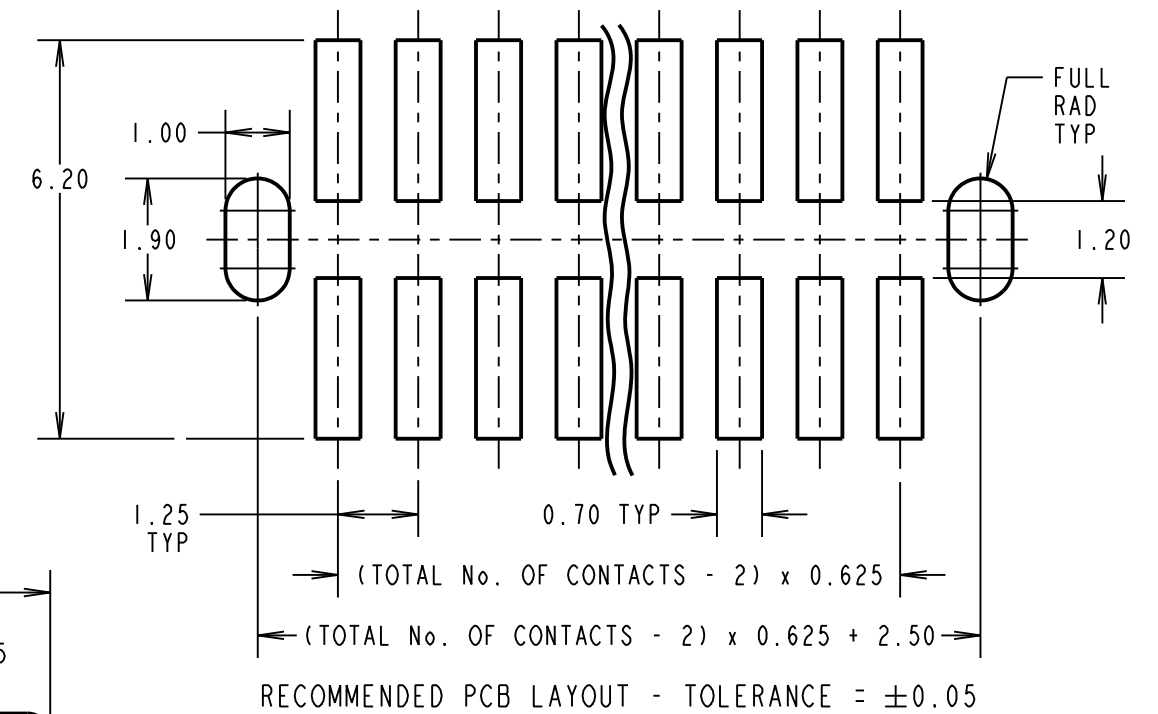 FULL
RAD
TYP
1.00
6.20
1.90
1.20
1.25
TYP
0.70 TYP
(TOTAL No. OF CONTACTS - 2) x 0.625
(TOTAL No. OF CONTACTS - 2) x 0.625 + 2.50
5
RECOMMENDED PCB LAYOUT - TOLERANCE = ±0.05